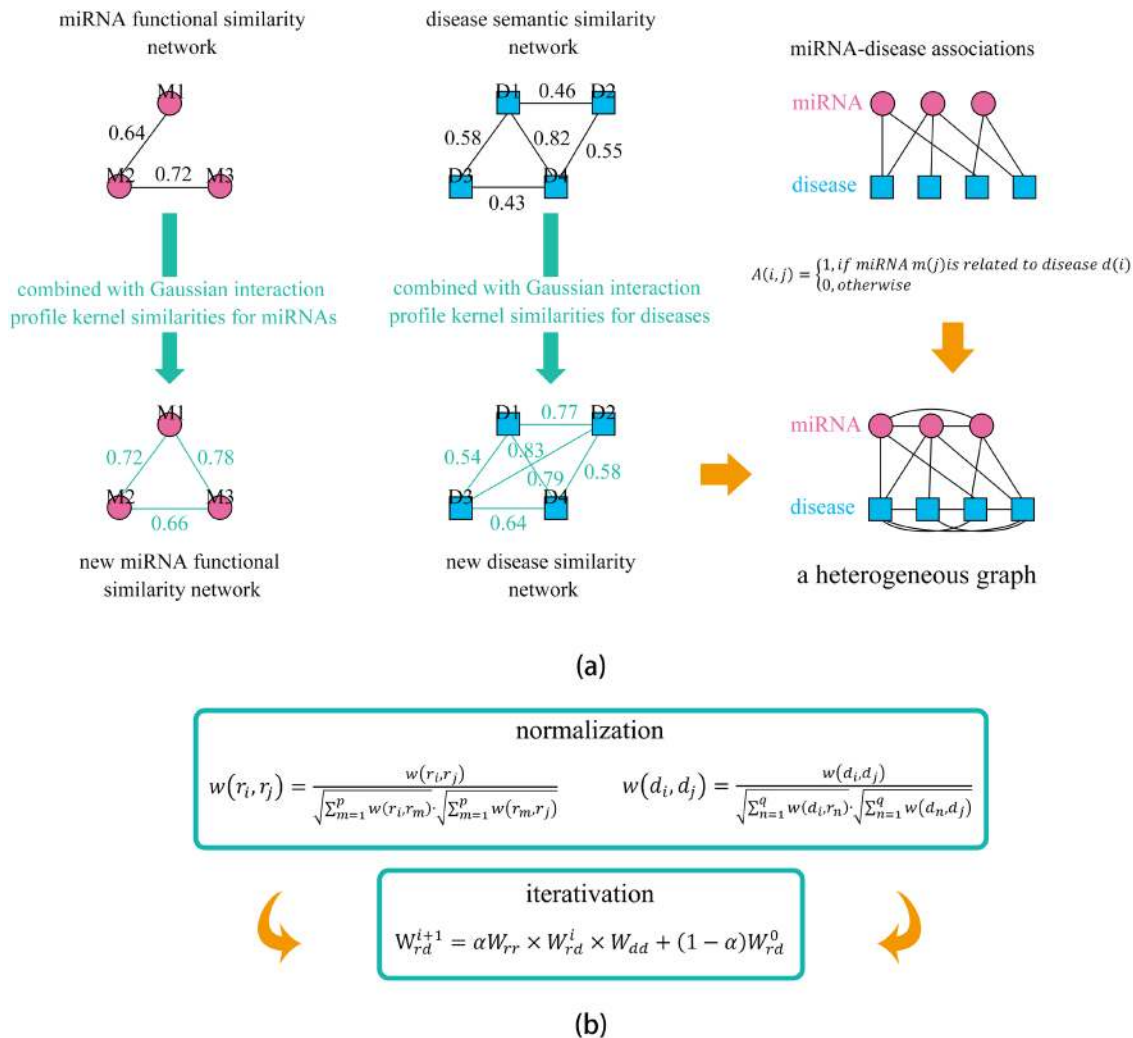 miRNA functional similarity
network
M1
0.64
M2
0.72
M3
combined with Gaussian interaction
profile kernel similarities for miRNAs
M1
0.72
0.78
M2
M3
0.66
new miRNA functional
similarity network
disease semantic similarity
network
D1
0.46
D2
0.58
0.82
0.55
D3
D4
0.43
combined with Gaussian interaction
profile kernel similarities for diseases
D1
0.77
D2
0.54
0.83
0.79
0.58
D3
D4
0.64
new disease similarity
network
miRNA-disease associations
miRNA
disease
A(i,j) = {1, if miRNA m(j)is related to disease d(i)
0, otherwise
miRNA
disease
a heterogeneous graph
(a)
normalization
w(r_i,r_j) = w(r_i,r_j) / (√(∑_{m=1}^{p} w(r_i,r_m))·√(∑_{m=1}^{p} w(r_m,r_j)))
w(d_i,d_j) = w(d_i,d_j) / (√(∑_{n=1}^{q} w(d_i,r_n))·√(∑_{n=1}^{q} w(d_n,d_j)))
iterativation
W_{rd}^{i+1} = αW_{rr} × W_{rd}^{i} × W_{dd} + (1 − α)W_{rd}^{0}
(b)